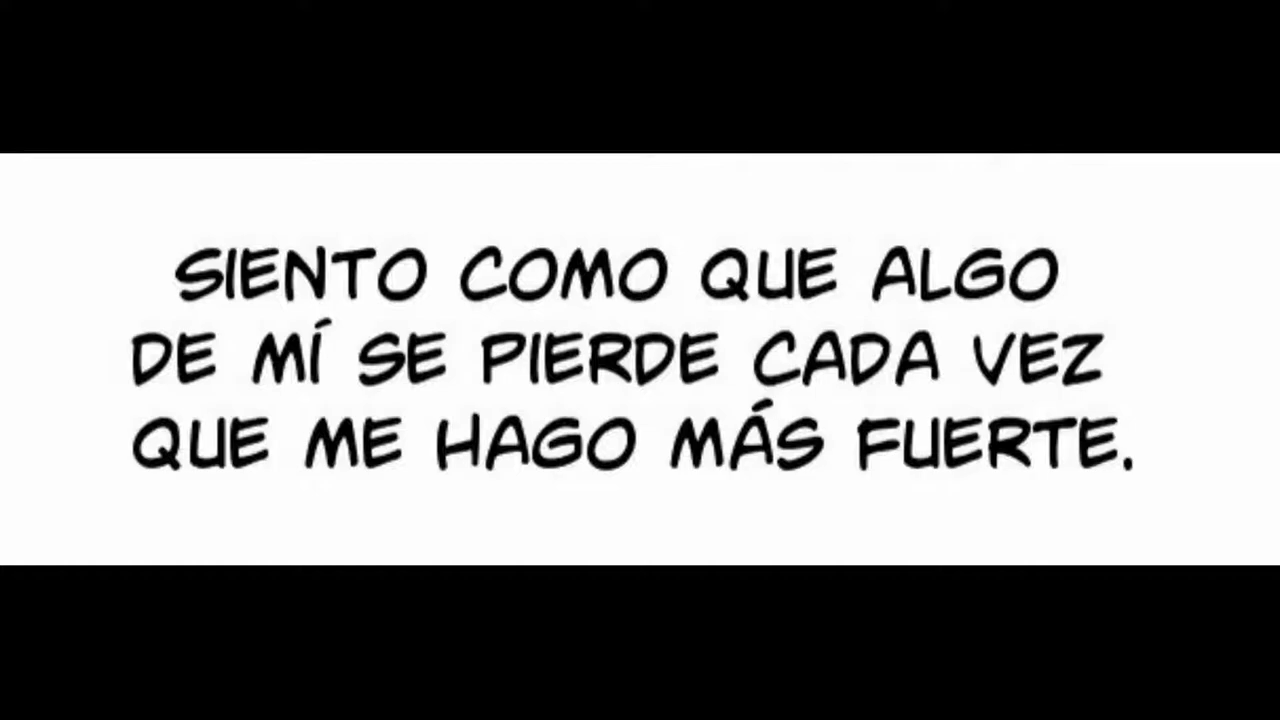 SIENTO COMO QUE ALGO
DE MÍ SE PIERDE CADA VEZ
QUE ME HAGO MÁS FUERTE.